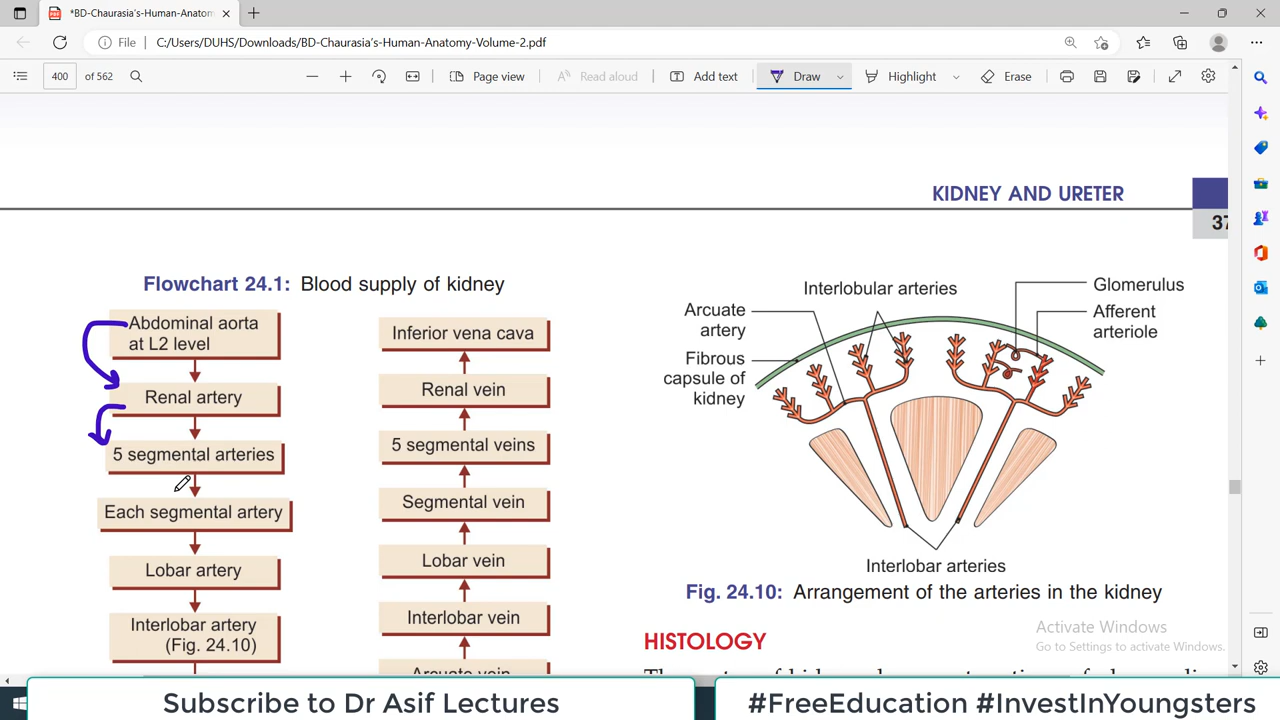 *BD-Chaurasia's-Human-Anatom
File
C:/Users/DUHS/Downloads/BD-Chaurasia's-Human-Anatomy-Volume-2.pdf
400
of 562
Page view
Read aloud
Add text
Draw
Highlight
Erase
KIDNEY AND URETER
37
Flowchart 24.1: Blood supply of kidney
Abdominal aorta
at L2 level
Renal artery
5 segmental arteries
Each segmental artery
Lobar artery
Interlobar artery
(Fig. 24.10)
Inferior vena cava
Renal vein
5 segmental veins
Segmental vein
Lobar vein
Interlobar vein
Arcuate vein
Interlobular arteries
Glomerulus
Arcuate
artery
Afferent
arteriole
Fibrous
capsule of
kidney
Interlobar arteries
Fig. 24.10: Arrangement of the arteries in the kidney
HISTOLOGY
Activate Windows
Go to Settings to activate Windows.
Subscribe to Dr Asif Lectures
#FreeEducation #InvestInYoungsters